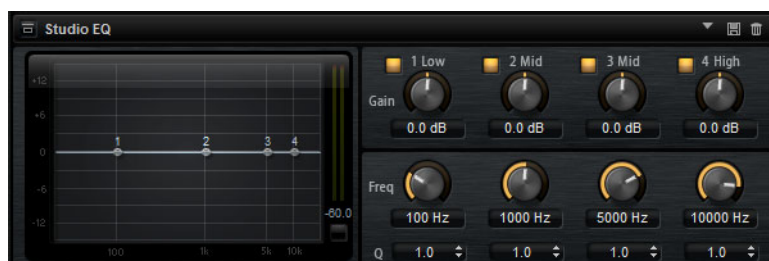 Studio EQ
1 Low 2 Mid 3 Mid 4 High
Gain
0.0 dB 0.0 dB 0.0 dB 0.0 dB
Freq
100 Hz 1000 Hz 5000 Hz 10000 Hz
Q 1.0 1.0 1.0 1.0
+12
+6
0
-6
-12
1 2 3 4
-60.0
100 1k 5k 10k